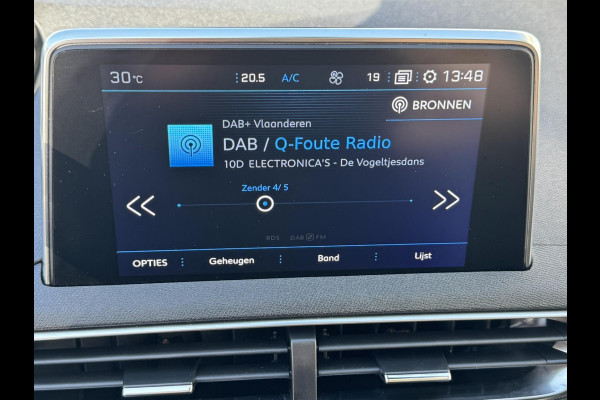 30°C 20.5 A/C 19 13:48
BRONNEN
DAB+ Vlaanderen
DAB / Q-Foute Radio
10D ELECTRONICA'S - De Vogeltjesdans
Zender 4/ 5
RDS DAB FM
OPTIES Geheugen Band Lijst